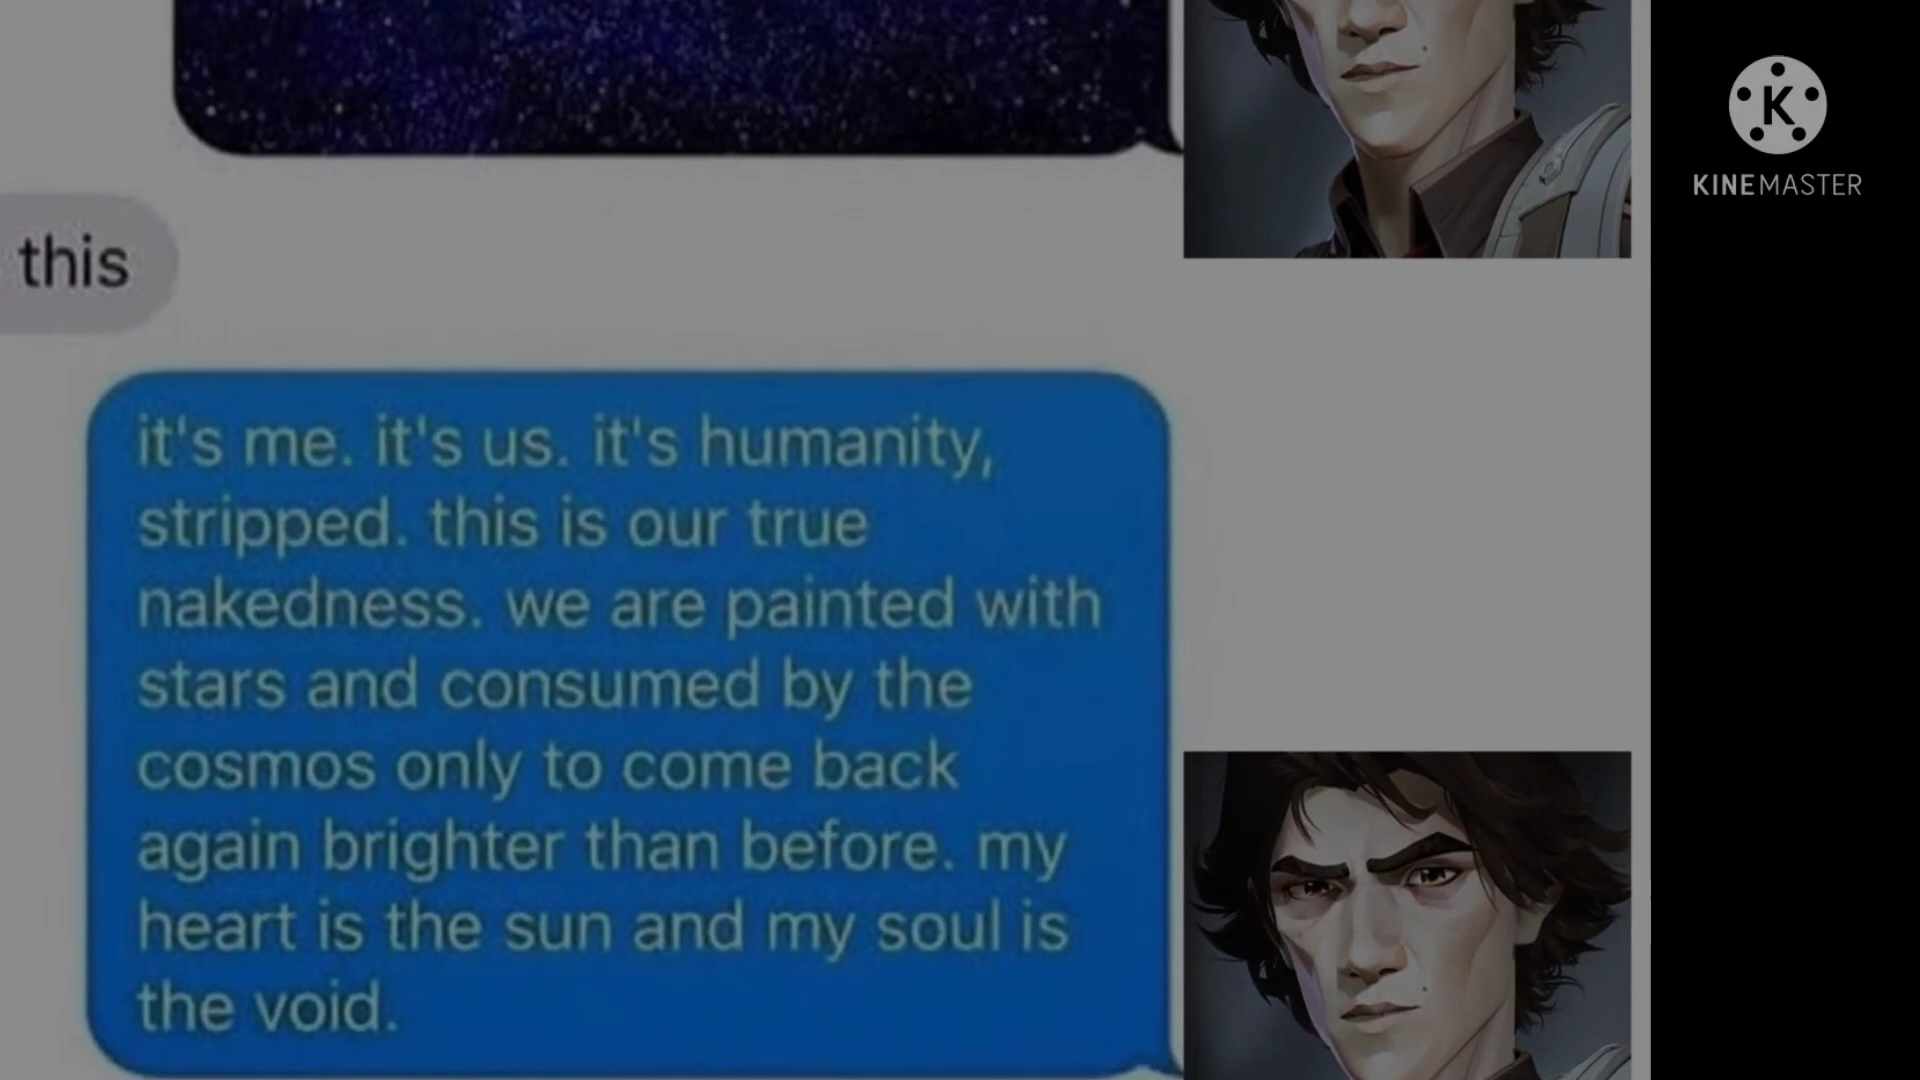 K
KINEMASTER
this
it's me. it's us. it's humanity,
stripped. this is our true
nakedness. we are painted with
stars and consumed by the
cosmos only to come back
again brighter than before. my
heart is the sun and my soul is
the void.